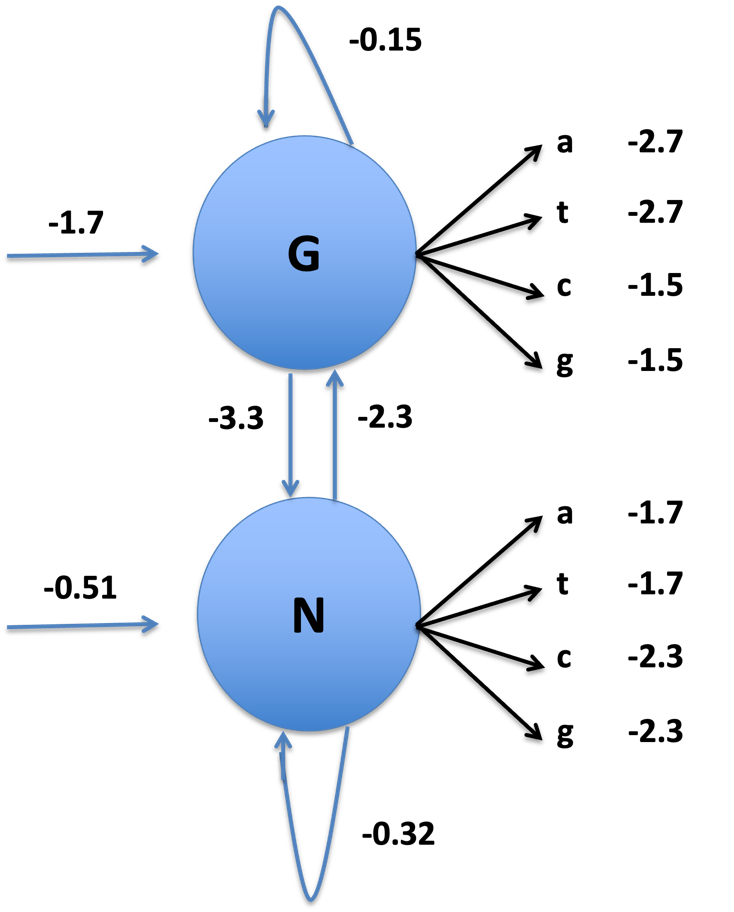 -0.15
a -2.7
-1.7
t -2.7
G
c -1.5
g -1.5
-3.3
-2.3
a -1.7
-0.51
t -1.7
N
c -2.3
g -2.3
-0.32